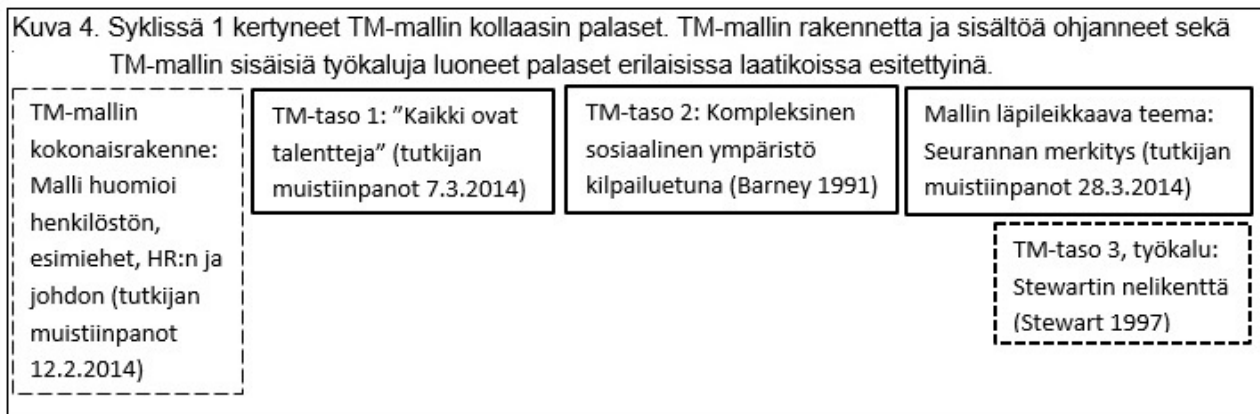 Kuva 4. Syklissä 1 kertyneet TM-mallin kollaasin palaset. TM-mallin rakennetta ja sisältöä ohjanneet sekä
TM-mallin sisäisiä työkaluja luoneet palaset erilaisissa laatikoissa esitettyinä.
TM-mallin
kokonaisrakenne:
Malli huomioi
henkilöstön,
esimiehet, HR:n ja
johdon (tutkijan
muistiinpanot
12.2.2014)
TM-taso 1: ”Kaikki ovat
talentteja” (tutkijan
muistiinpanot 7.3.2014)
TM-taso 2: Kompleksinen
sosiaalinen ympäristö
kilpailuetuna (Barney 1991)
Mallin läpileikkaava teema:
Seurannan merkitys (tutkijan
muistiinpanot 28.3.2014)
TM-taso 3, työkalu:
Stewartin nelikenttä
(Stewart 1997)